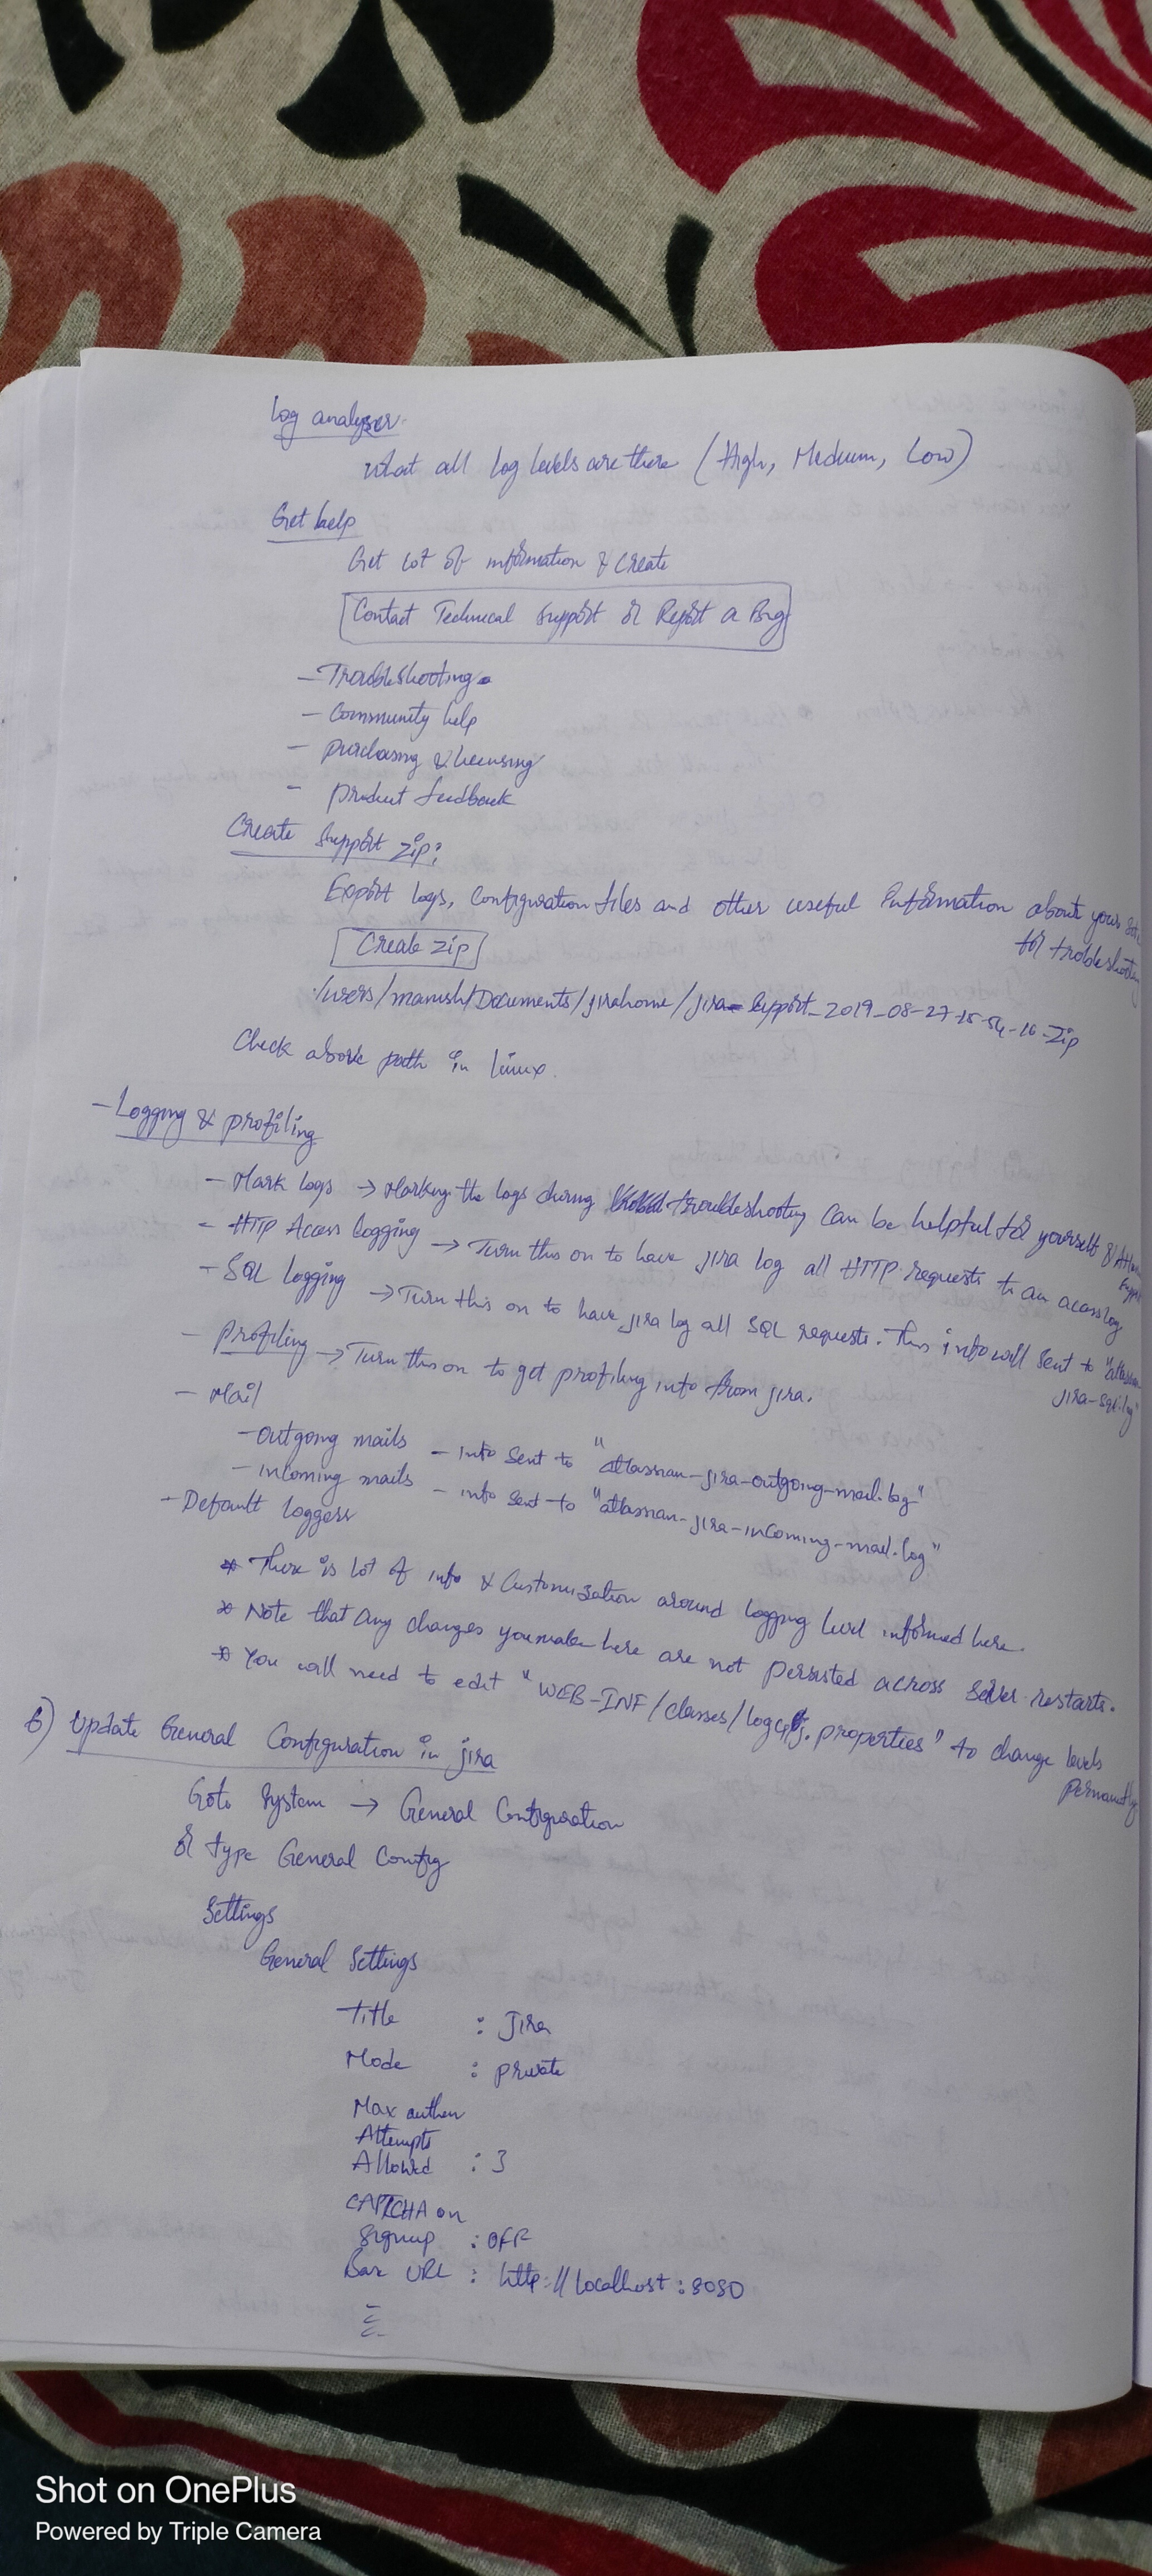 Log analyser
What all log levels are there (High, Medium, Low)
Get help
Get lot of information & Create
Contact Technical Support or Report a Bug
- Troubleshooting
- Community help
- purchasing & licensing
- product feedback
Create Support zip:
Export logs, Configuration files and other useful Information about your
for trobleshooting
Create zip
/users/manish/Documents/jirahome/jira-support_2019_08-27-15-54-16.zip
Check above path in linux.
- Logging & profiling
- Mark logs → Marking the logs during troubleshooting can be helpful for yourself &
- HTTP Access logging → Turn this on to have jira log all HTTP requests to an access log
- SQL logging → Turn this on to have jira log all SQL requests. This info will sent to "atlassian-
jira-sql.log"
- Profiling → Turn this on to get profiling info from jira.
- Mail
- Outgoing mails - info sent to "atlassian-jira-outgoing-mail.log"
- incoming mails - info sent to "atlassian-jira-incoming-mail.log"
- Default loggers
* There is lot of info & Customization around logging level informed here.
* Note that any changes you make here are not persisted across server restarts.
* You will need to edit "WEB-INF/classes/log4j.properties" to change levels
permanently
6) Update General Configuration in jira
Goto System → General Configuration
or type General Config
Settings
General Settings
Title : Jira
Mode : private
Max authen
Attempts
Allowed : 3
CAPTCHA on
Signup : OFF
Base URL : http://localhost:8080
Shot on OnePlus
Powered by Triple Camera